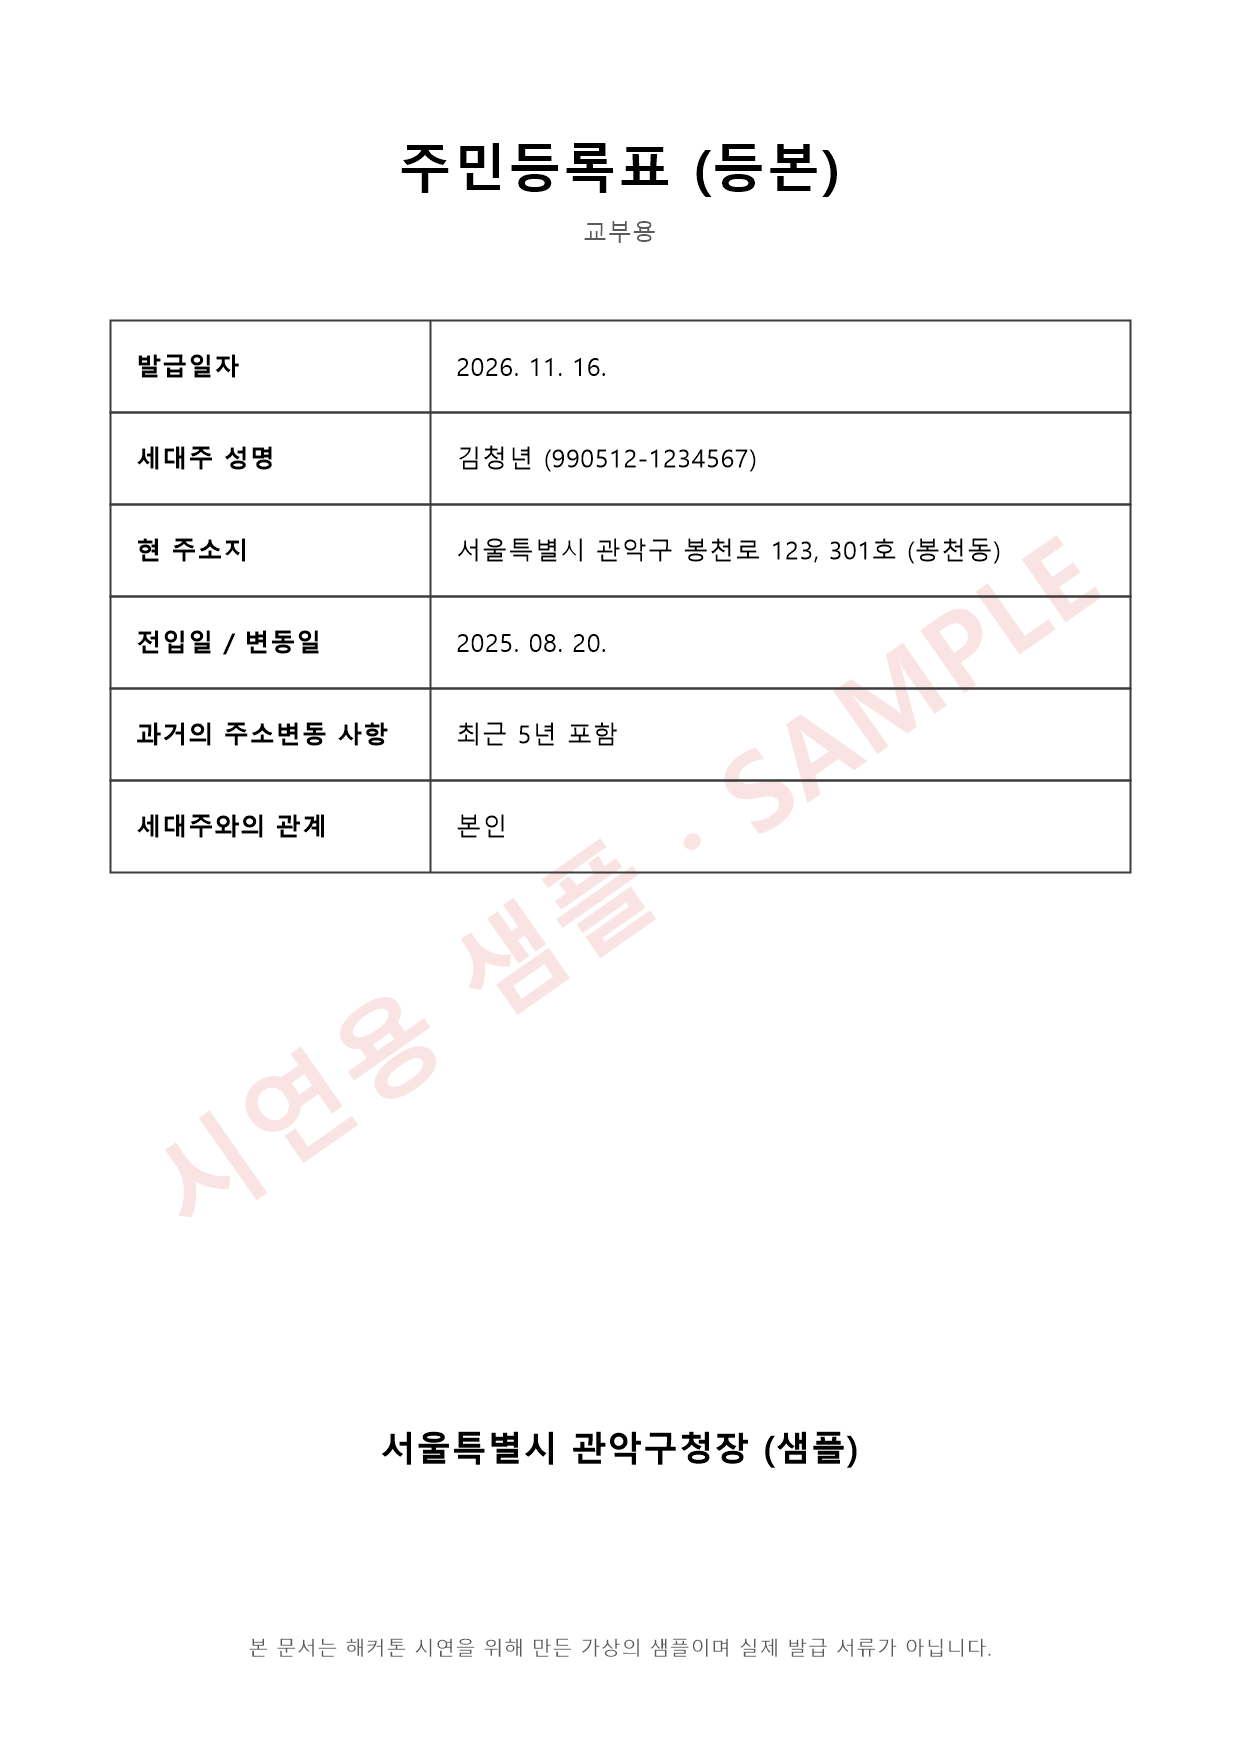 주민등록표 (등본)
교부용
발급일자 2026. 11. 16.
세대주 성명 김청년 (990512-1234567)
현 주소지 서울특별시 관악구 봉천로 123, 301호 (봉천동)
전입일 / 변동일 2025. 08. 20.
과거의 주소변동 사항 최근 5년 포함
세대주와의 관계 본인
시연용 샘플 · SAMPLE
서울특별시 관악구청장 (샘플)
본 문서는 해커톤 시연을 위해 만든 가상의 샘플이며 실제 발급 서류가 아닙니다.